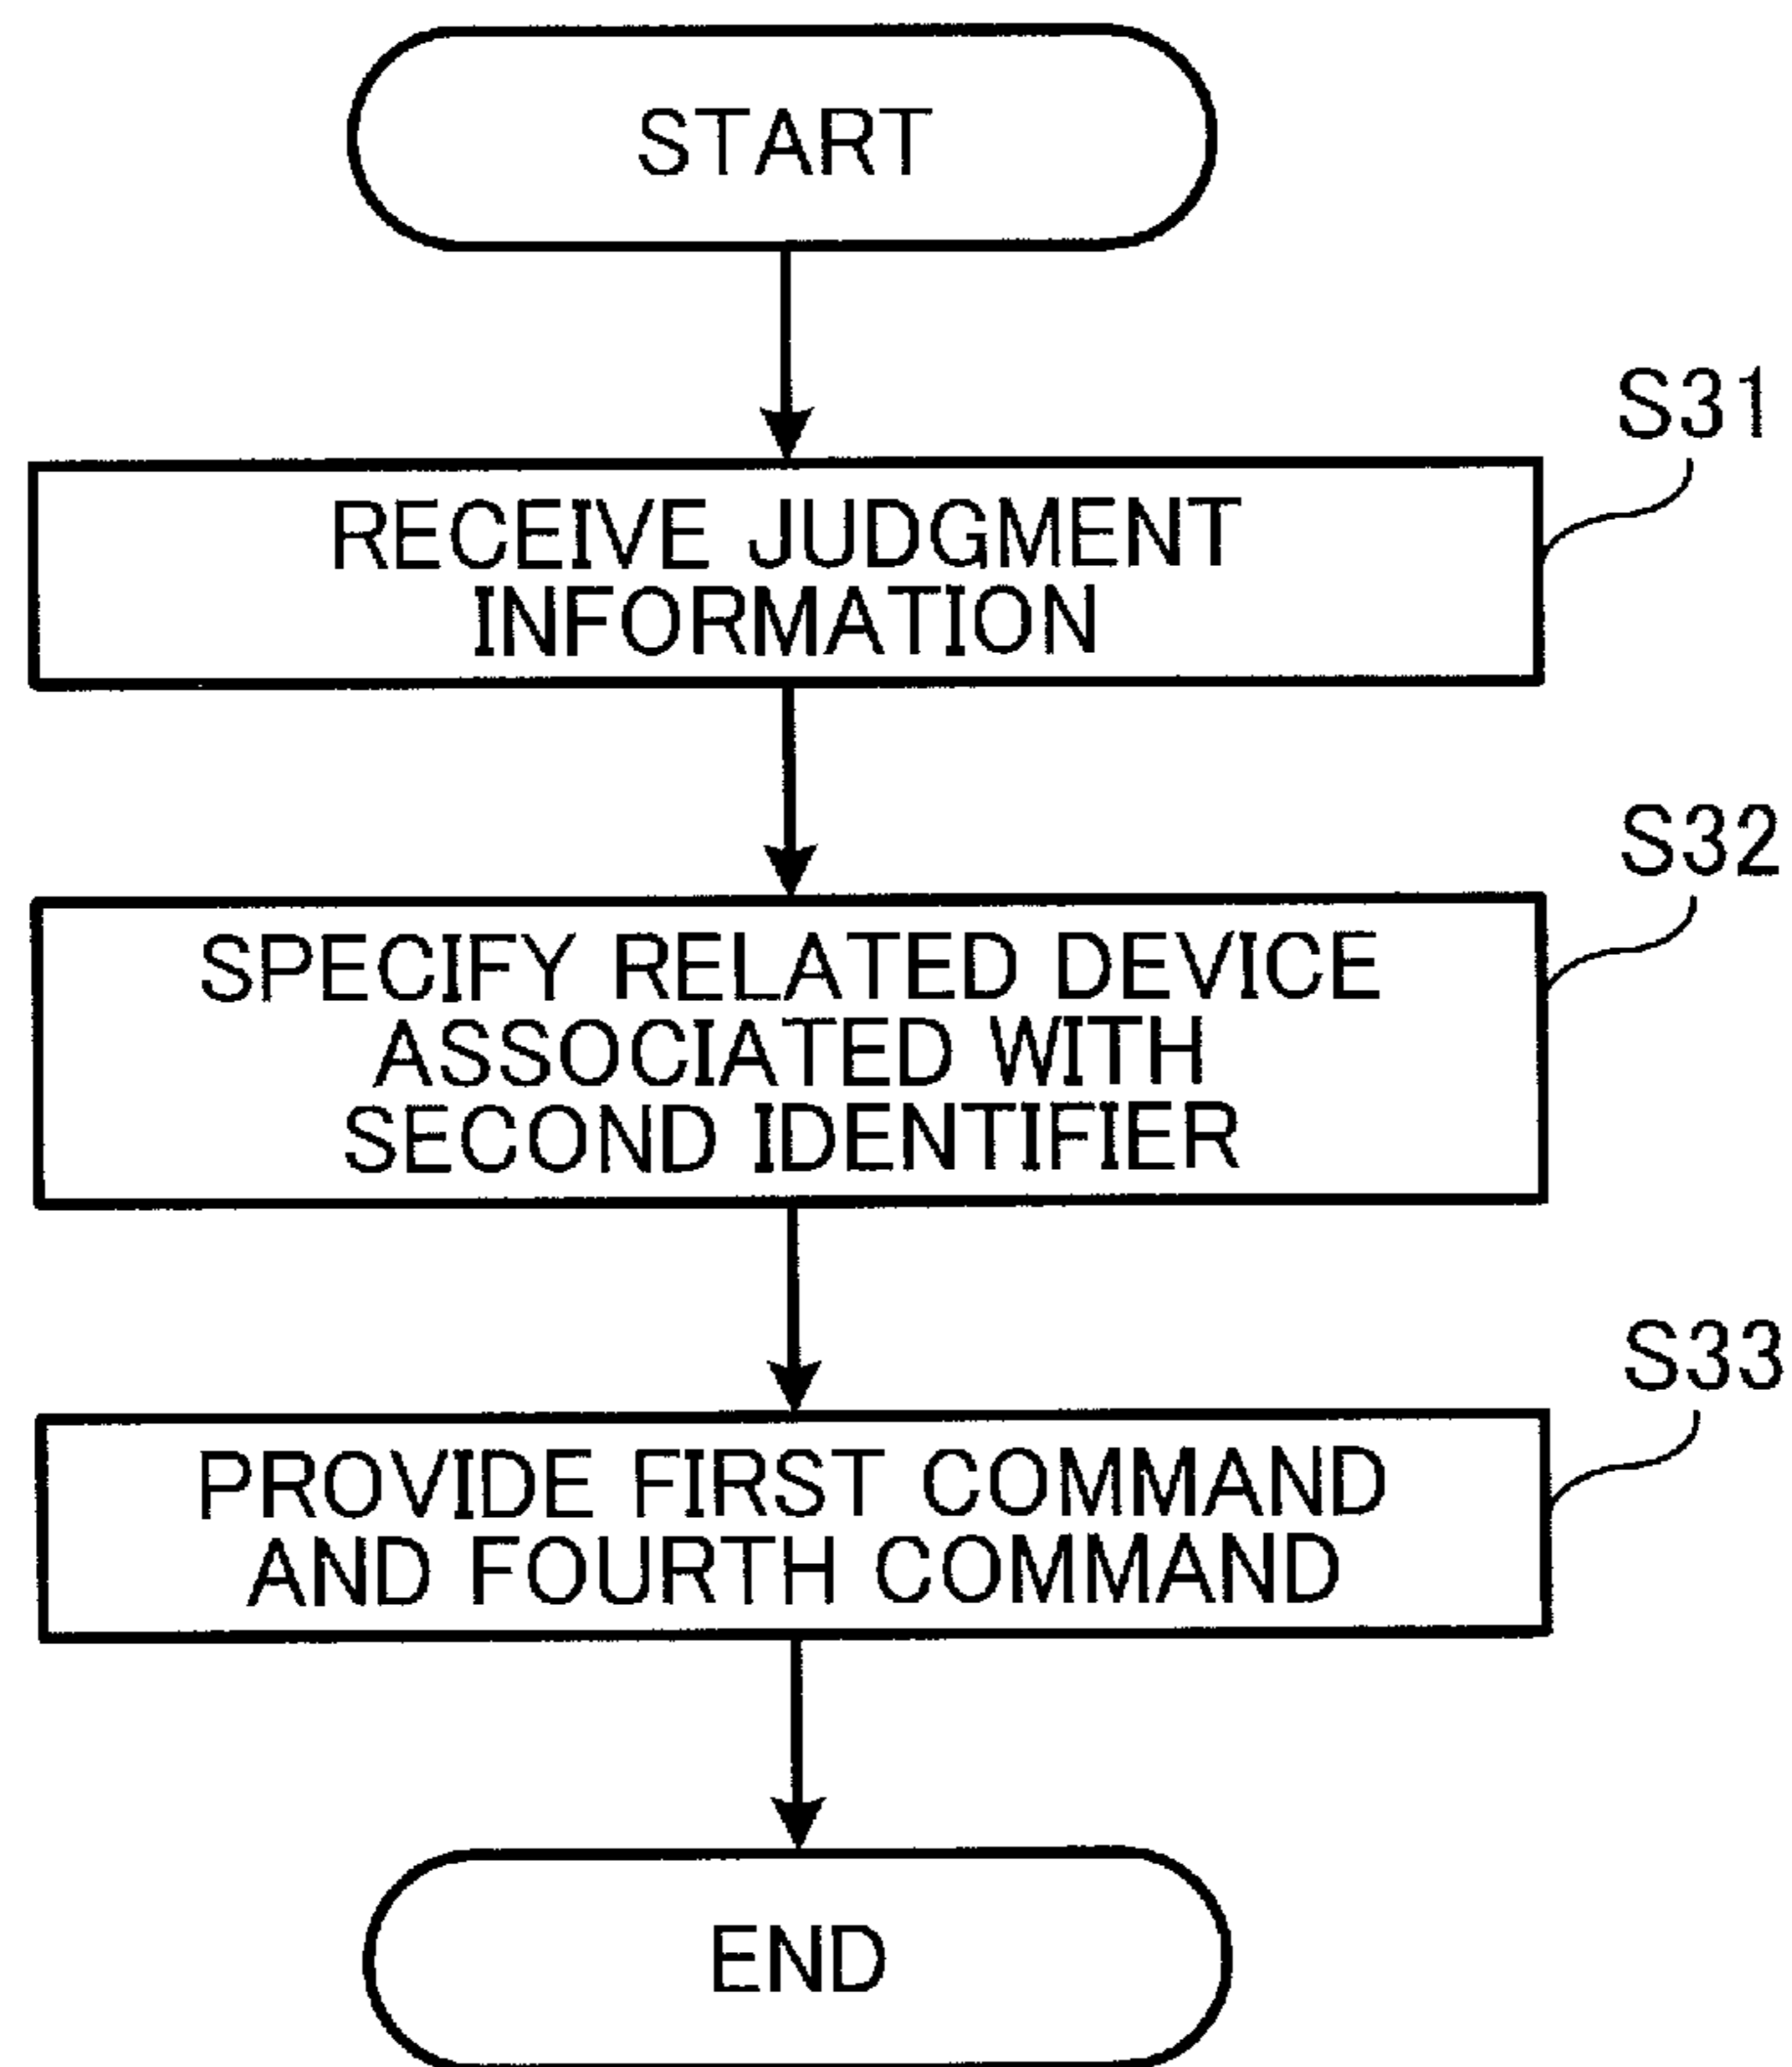 START
S31
RECEIVE JUDGMENT
INFORMATION
S32
SPECIFY RELATED DEVICE
ASSOCIATED WITH
SECOND IDENTIFIER
S33
PROVIDE FIRST COMMAND
AND FOURTH COMMAND
END